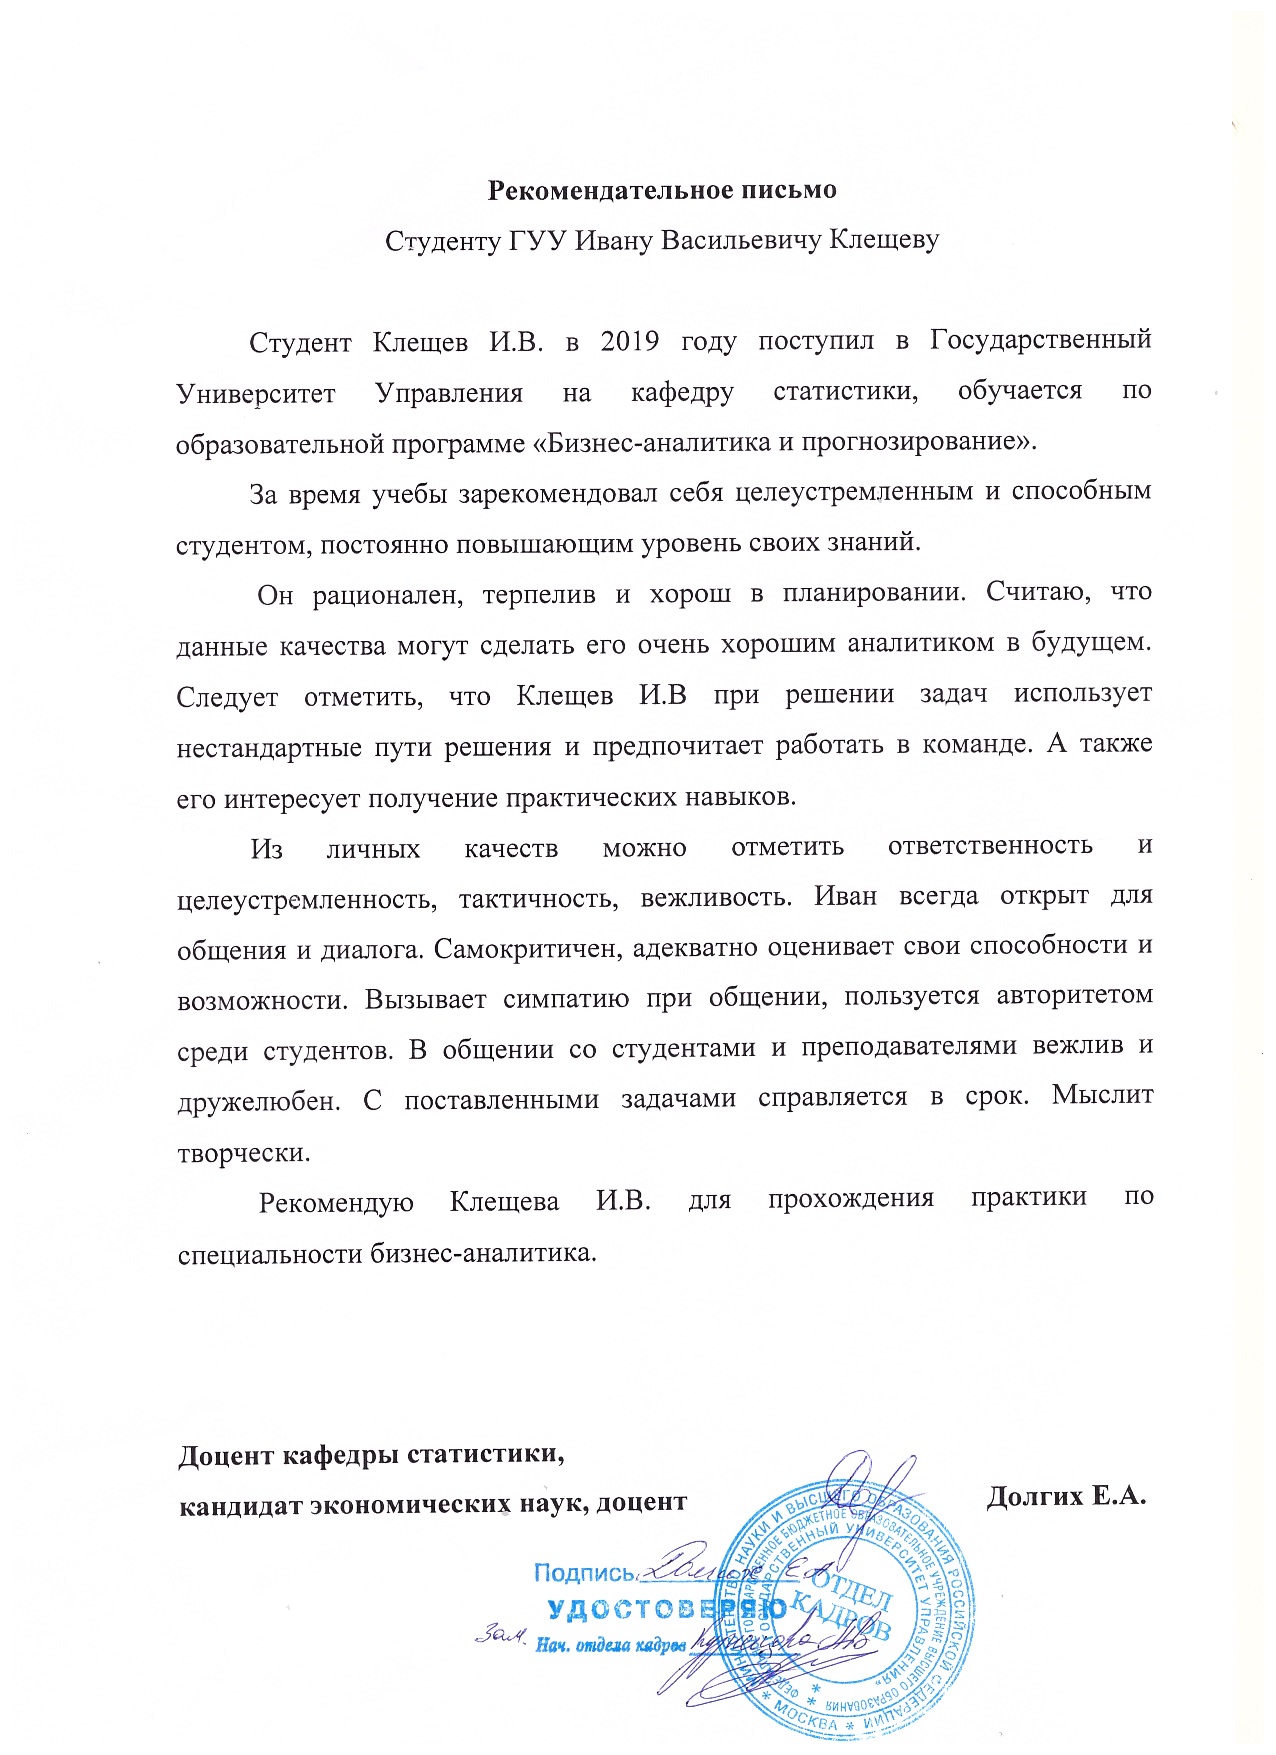 Рекомендательное письмо
Студенту ГУУ Ивану Васильевичу Клещеву
Студент Клещев И.В. в 2019 году поступил в Государственный
Университет Управления на кафедру статистики, обучается по
образовательной программе «Бизнес-аналитика и прогнозирование».
За время учебы зарекомендовал себя целеустремленным и способным
студентом, постоянно повышающим уровень своих знаний.
Он рационален, терпелив и хорош в планировании. Считаю, что
данные качества могут сделать его очень хорошим аналитиком в будущем.
Следует отметить, что Клещев И.В при решении задач использует
нестандартные пути решения и предпочитает работать в команде. А также
его интересует получение практических навыков.
Из личных качеств можно отметить ответственность и
целеустремленность, тактичность, вежливость. Иван всегда открыт для
общения и диалога. Самокритичен, адекватно оценивает свои способности и
возможности. Вызывает симпатию при общении, пользуется авторитетом
среди студентов. В общении со студентами и преподавателями вежлив и
дружелюбен. С поставленными задачами справляется в срок. Мыслит
творчески.
Рекомендую Клещева И.В. для прохождения практики по
специальности бизнес-аналитика.
Доцент кафедры статистики,
кандидат экономических наук, доцент Долгих Е.А.
Подпись Долгих Е А
УДОСТОВЕРЯЮ
Зам. Нач. отдела кадров
ОТДЕЛ
КАДРОВ
МИНИСТЕРСТВО НАУКИ И ВЫСШЕГО ОБРАЗОВАНИЯ РОССИЙСКОЙ ФЕДЕРАЦИИ * МОСКВА *
ФЕДЕРАЛЬНОЕ ГОСУДАРСТВЕННОЕ БЮДЖЕТНОЕ ОБРАЗОВАТЕЛЬНОЕ УЧРЕЖДЕНИЕ ВЫСШЕГО ОБРАЗОВАНИЯ *
ГОСУДАРСТВЕННЫЙ УНИВЕРСИТЕТ УПРАВЛЕНИЯ» *